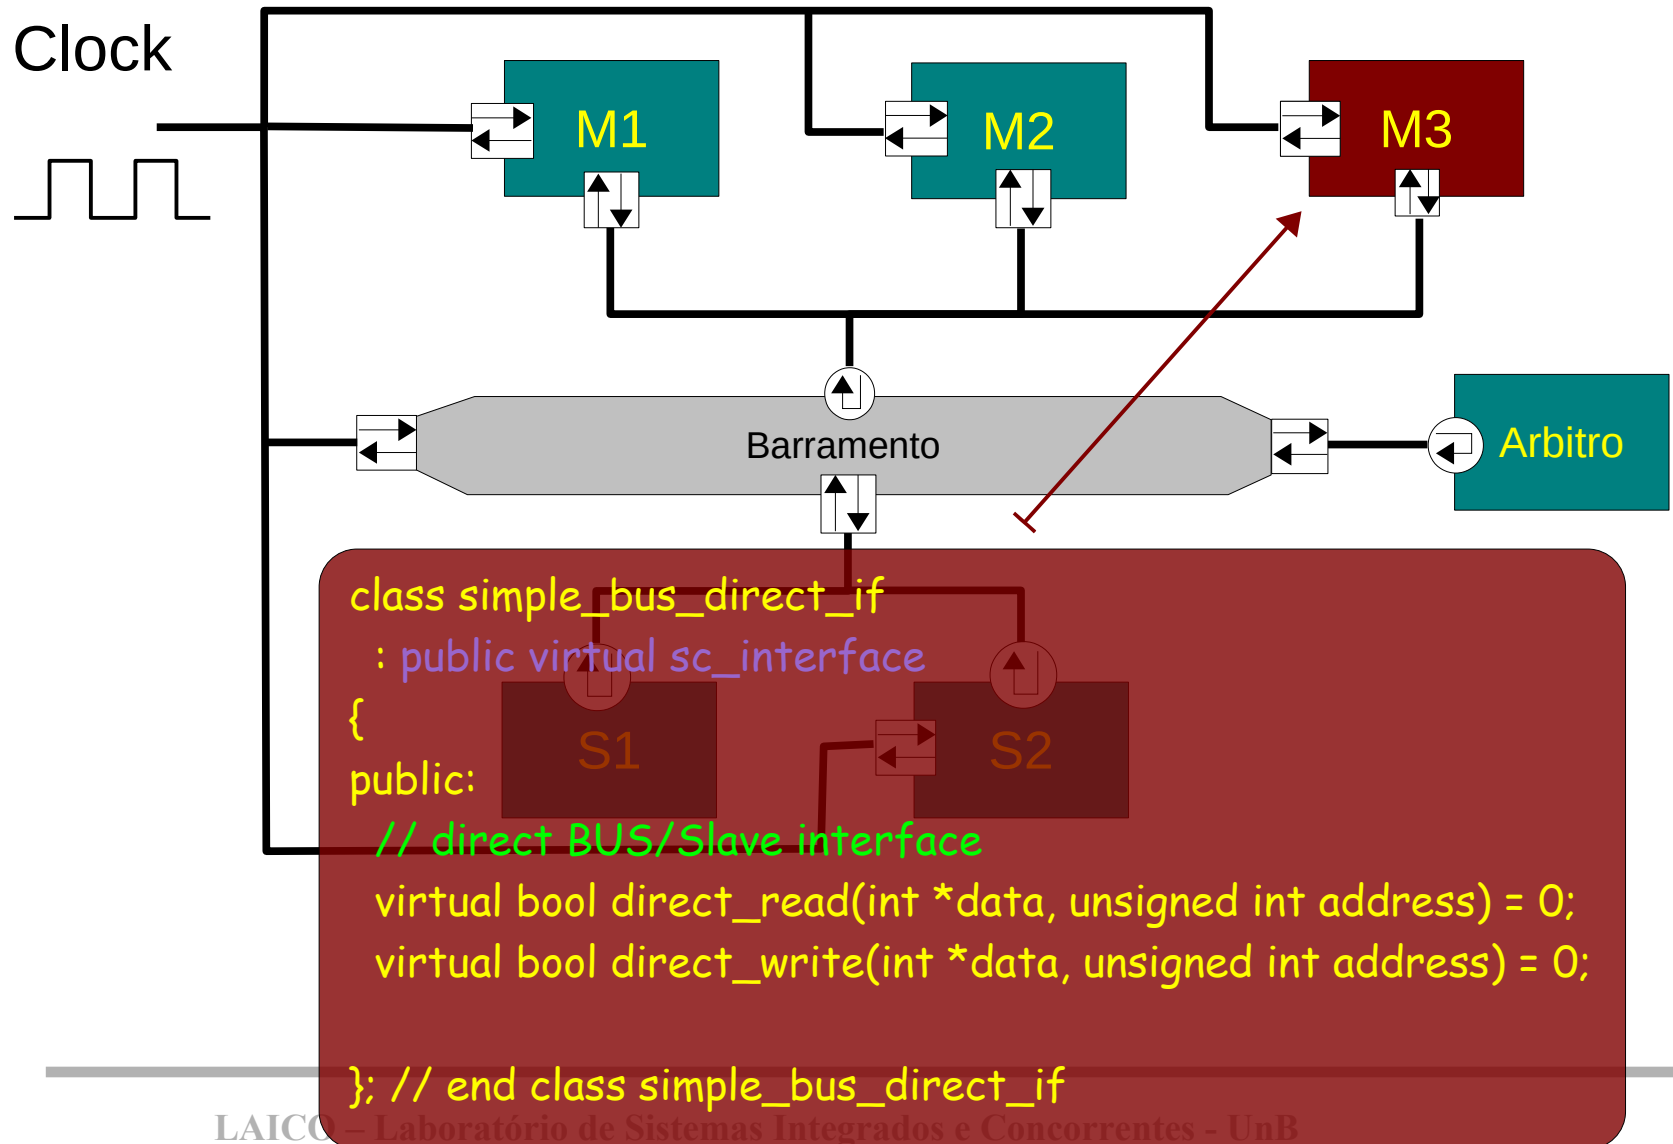 Clock
M1
M2
M3
Barramento
Arbitro
class simple_bus_direct_if
: public virtual sc_interface
{
S1
S2
public:
// direct BUS/Slave interface
virtual bool direct_read(int *data, unsigned int address) = 0;
virtual bool direct_write(int *data, unsigned int address) = 0;
}; // end class simple_bus_direct_if
LAICO – Laboratório de Sistemas Integrados e Concorrentes - UnB